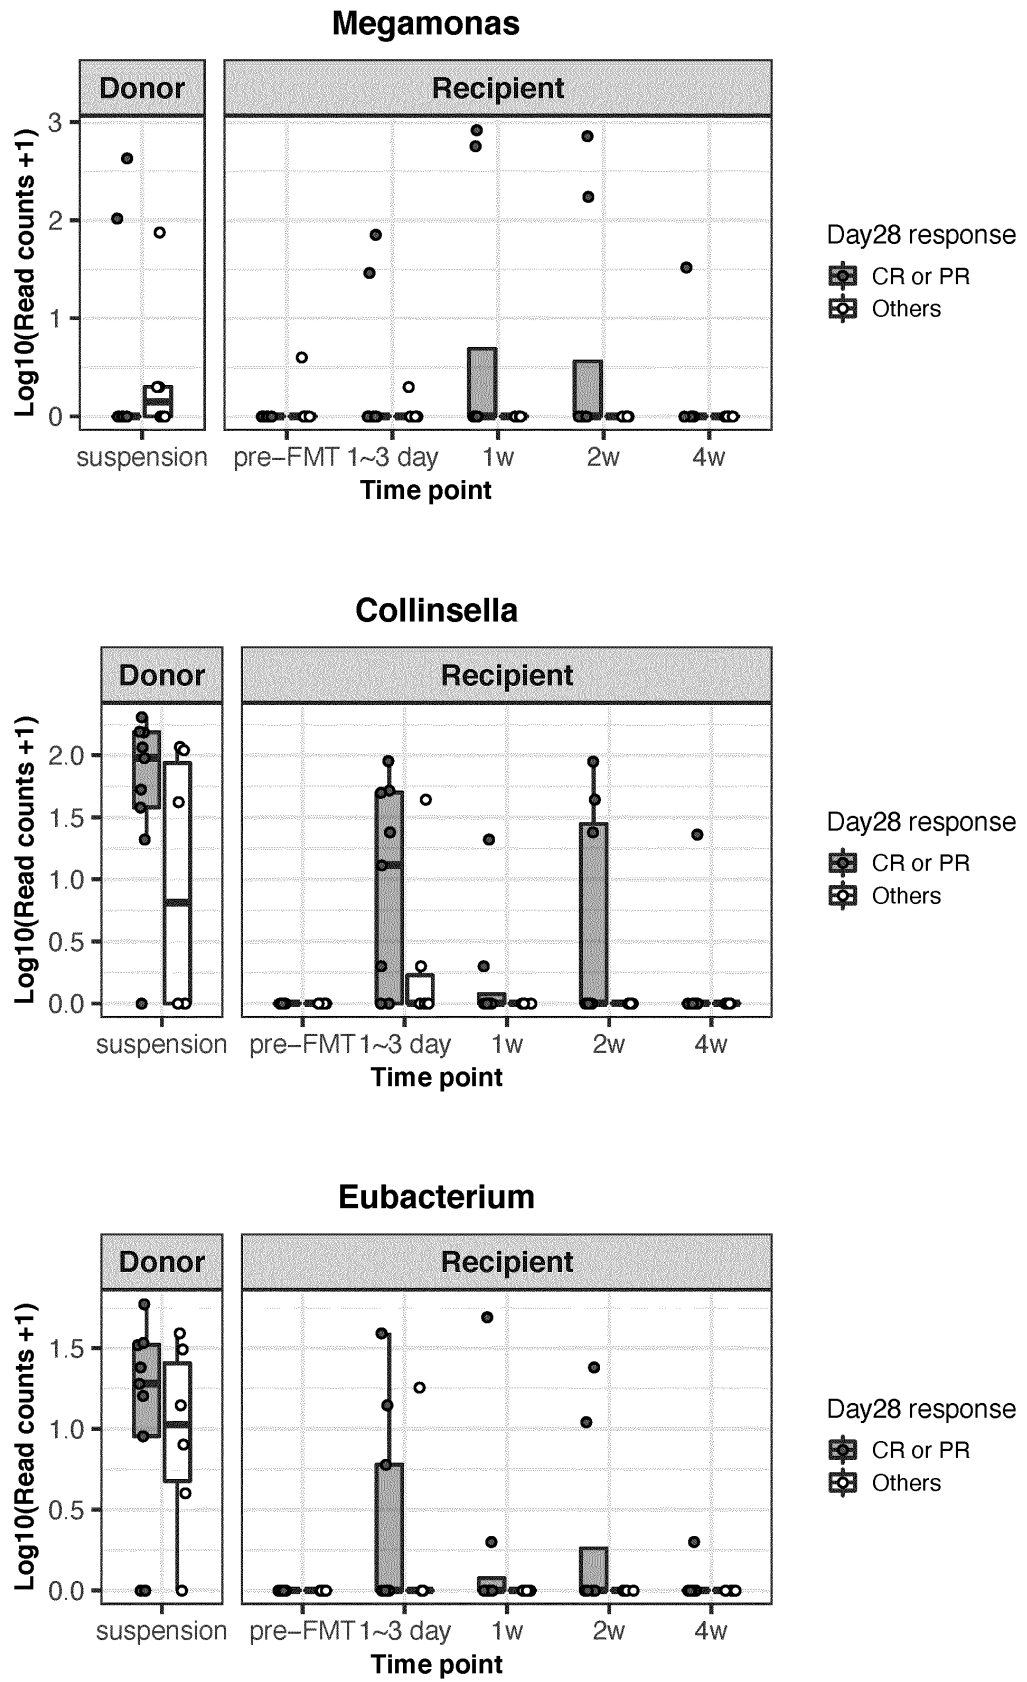 Megamonas
Donor
Recipient
Log10(Read counts +1)
3
2
1
0
suspension
pre–FMT 1~3 day 1w 2w 4w
Time point
Day28 response
CR or PR
Others
Collinsella
Donor
Recipient
Log10(Read counts +1)
2.0
1.5
1.0
0.5
0.0
suspension
pre–FMT 1~3 day 1w 2w 4w
Time point
Day28 response
CR or PR
Others
Eubacterium
Donor
Recipient
Log10(Read counts +1)
1.5
1.0
0.5
0.0
suspension
pre–FMT 1~3 day 1w 2w 4w
Time point
Day28 response
CR or PR
Others